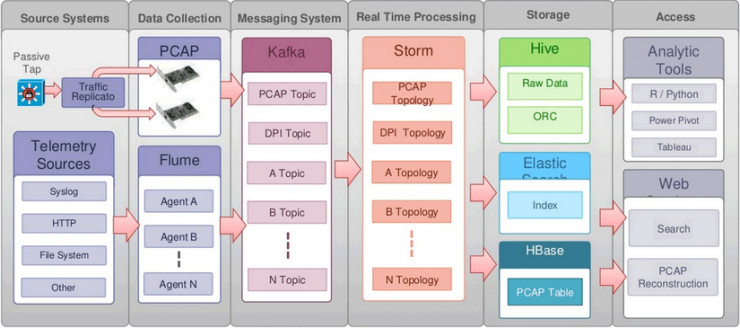 Source Systems
Data Collection
Messaging System
Real Time Processing
Storage
Access
Passive
Tap
Traffic
Replicato
PCAP
Telemetry
Sources
Syslog
HTTP
File System
Other
Flume
Agent A
Agent B
Agent N
Kafka
PCAP Topic
DPI Topic
A Topic
B Topic
N Topic
Storm
PCAP
Topology
DPI Topology
A Topology
B Topology
N Topology
Hive
Raw Data
ORC
Elastic
Search
Index
HBase
PCAP Table
Analytic
Tools
R / Python
Power Pivot
Tableau
Web
Search
PCAP
Reconstruction